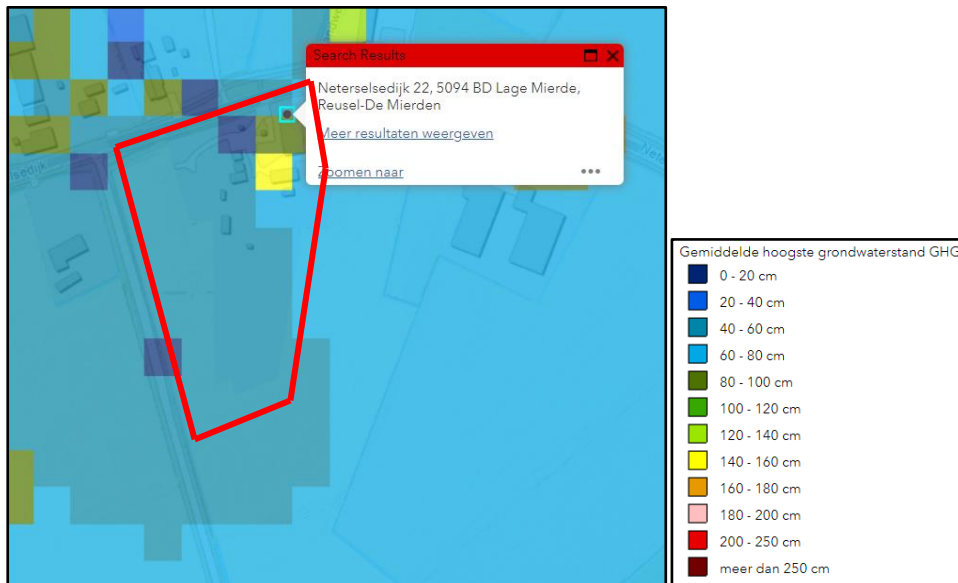 Search Results
Neterselsedijk 22, 5094 BD Lage Mierde,
Reusel-De Mierden
Meer resultaten weergeven
Zoomen naar
Gemiddelde hoogste grondwaterstand GHG
0 - 20 cm
20 - 40 cm
40 - 60 cm
60 - 80 cm
80 - 100 cm
100 - 120 cm
120 - 140 cm
140 - 160 cm
160 - 180 cm
180 - 200 cm
200 - 250 cm
meer dan 250 cm